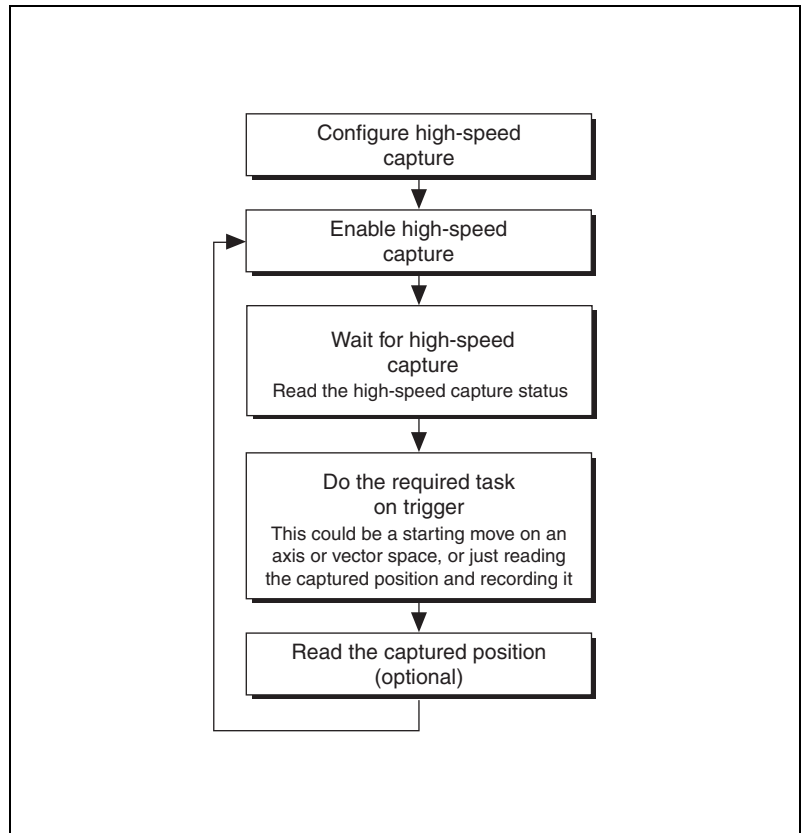 Configure high-speed
capture
Enable high-speed
capture
Wait for high-speed
capture
Read the high-speed capture status
Do the required task
on trigger
This could be a starting move on an
axis or vector space, or just reading
the captured position and recording it
Read the captured position
(optional)